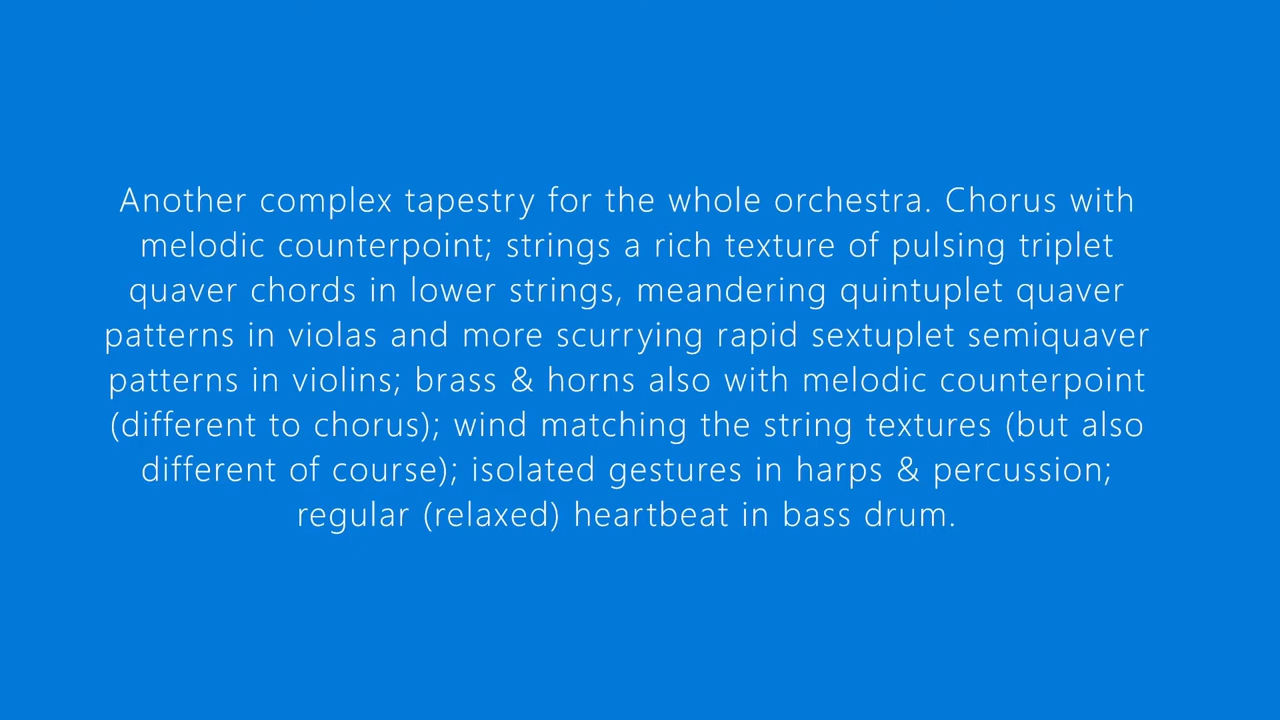 Another complex tapestry for the whole orchestra. Chorus with
melodic counterpoint; strings a rich texture of pulsing triplet
quaver chords in lower strings, meandering quintuplet quaver
patterns in violas and more scurrying rapid sextuplet semiquaver
patterns in violins; brass & horns also with melodic counterpoint
(different to chorus); wind matching the string textures (but also
different of course); isolated gestures in harps & percussion;
regular (relaxed) heartbeat in bass drum.